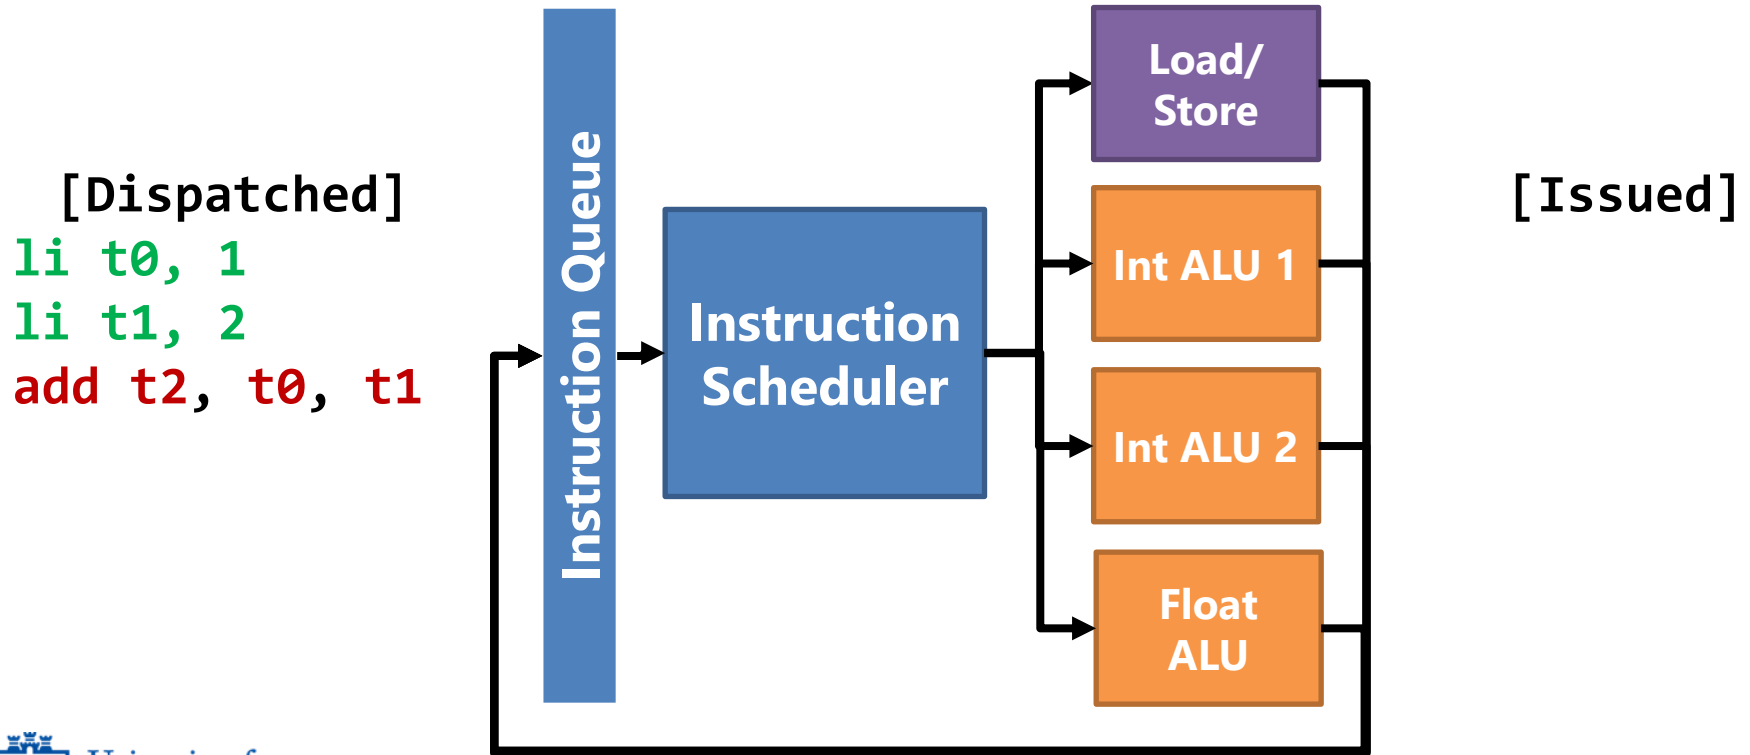 [Dispatched]
li t0, 1
li t1, 2
add t2, t0, t1
Instruction Queue
Instruction
Scheduler
Load/
Store
Int ALU 1
Int ALU 2
Float
ALU
[Issued]